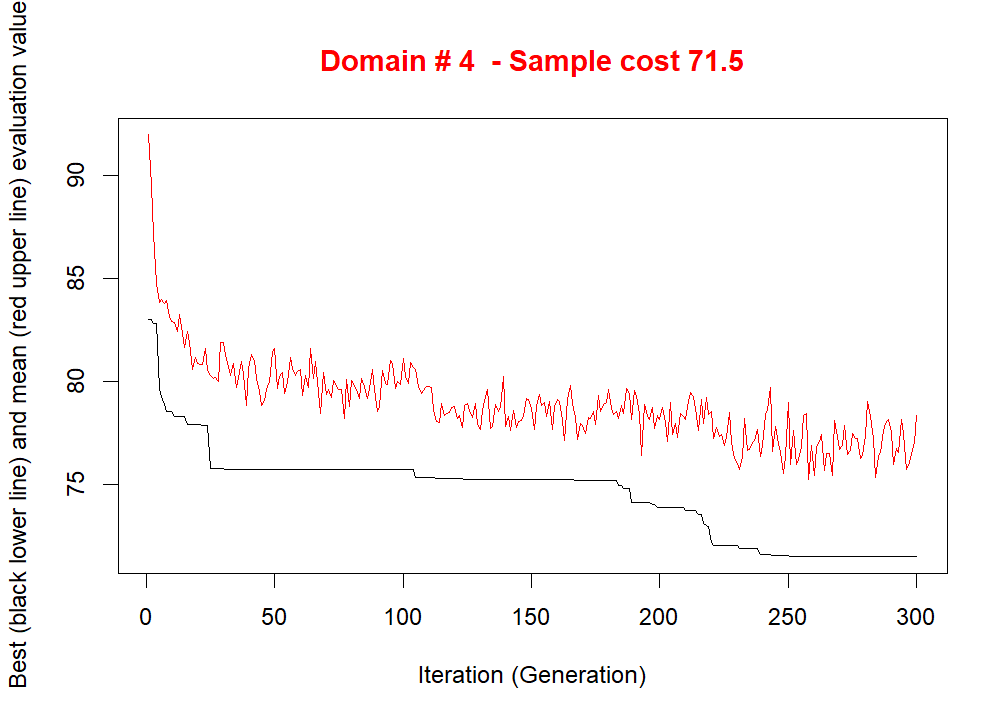 Domain # 4  - Sample cost 71.5
Best (black lower line) and mean (red upper line) evaluation value
90
85
80
75
0 50 100 150 200 250 300
Iteration (Generation)